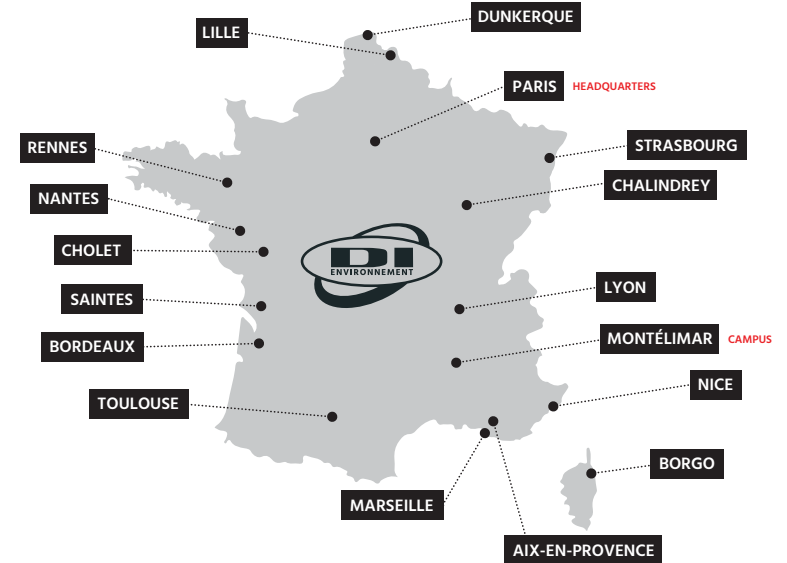 DUNKERQUE
LILLE
PARIS HEADQUARTERS
RENNES
STRASBOURG
CHALINDREY
NANTES
CHOLET
DI
ENVIRONNEMENT
SAINTES
LYON
BORDEAUX
MONTÉLIMAR CAMPUS
NICE
TOULOUSE
BORGO
MARSEILLE
AIX-EN-PROVENCE